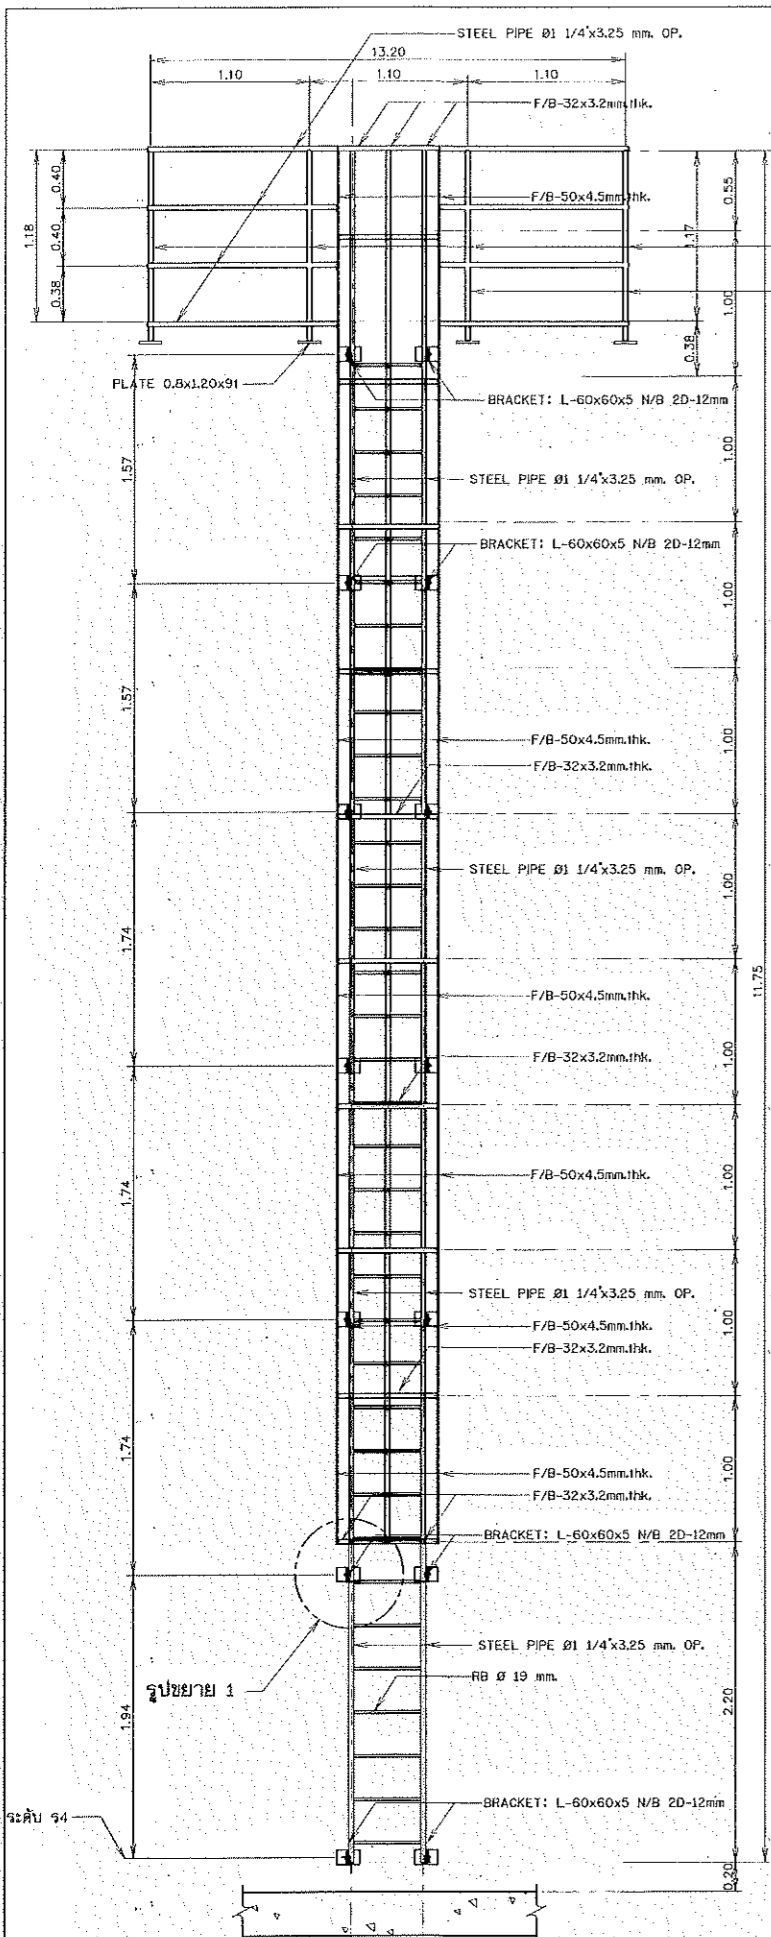 STEEL PIPE Ø1 1/4"x3.25 mm. OP.
13.20
1.10
1.10
1.10
F/B-32x3.2mm.thk.
F/B-50x4.5mm.thk.
0.40
0.40
0.38
1.18
1.17
0.38
0.55
1.00
PLATE 0.8x1.20x91
BRACKET: L-60x60x5 N/B 2D-12mm
1.57
1.00
STEEL PIPE Ø1 1/4"x3.25 mm. OP.
BRACKET: L-60x60x5 N/B 2D-12mm
1.00
1.57
1.00
F/B-50x4.5mm.thk.
F/B-32x3.2mm.thk.
STEEL PIPE Ø1 1/4"x3.25 mm. OP.
1.00
1.74
F/B-50x4.5mm.thk.
11.75
1.00
F/B-32x3.2mm.thk.
1.74
F/B-50x4.5mm.thk.
1.00
STEEL PIPE Ø1 1/4"x3.25 mm. OP.
F/B-50x4.5mm.thk.
F/B-32x3.2mm.thk.
1.00
1.74
F/B-50x4.5mm.thk.
F/B-32x3.2mm.thk.
1.00
BRACKET: L-60x60x5 N/B 2D-12mm
STEEL PIPE Ø1 1/4"x3.25 mm. OP.
RB Ø 19 mm.
รูปขยาย 1
1.94
2.20
BRACKET: L-60x60x5 N/B 2D-12mm
ระดับ ร4
0.20